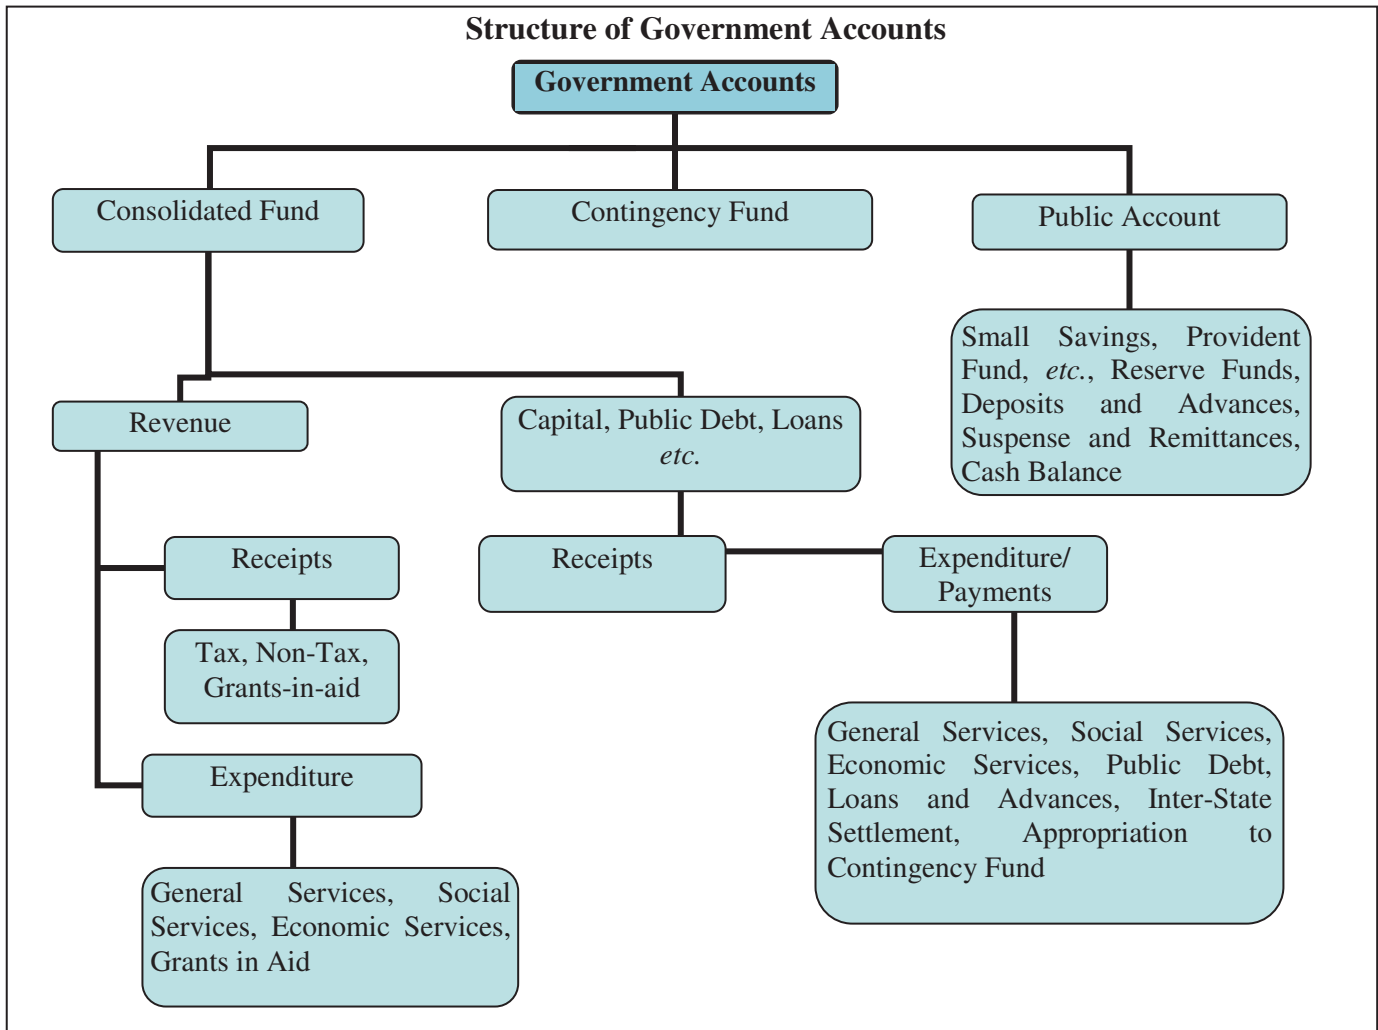 Structure of Government Accounts
Government Accounts
Consolidated Fund
Contingency Fund
Public Account
Small Savings, Provident
Fund, etc., Reserve Funds,
Deposits and Advances,
Suspense and Remittances,
Cash Balance
Revenue
Capital, Public Debt, Loans
etc.
Receipts
Tax, Non-Tax,
Grants-in-aid
Expenditure
General Services, Social
Services, Economic Services,
Grants in Aid
Receipts
Expenditure/
Payments
General Services, Social Services,
Economic Services, Public Debt,
Loans and Advances, Inter-State
Settlement, Appropriation to
Contingency Fund